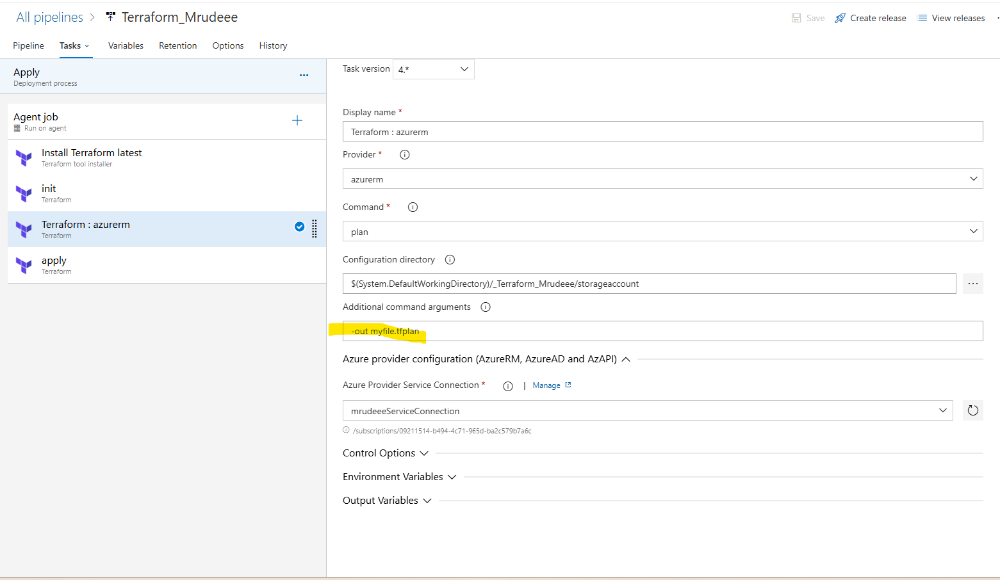 All pipelines > Terraform_Mrudeee
Save Create release View releases
Pipeline Tasks Variables Retention Options History
Apply
Deployment process
Agent job
Run on agent
Install Terraform latest
Terraform tool installer
init
Terraform
Terraform : azurerm
Terraform
apply
Terraform
Task version 4.*
Display name *
Terraform : azurerm
Provider *
azurerm
Command *
plan
Configuration directory
$(System.DefaultWorkingDirectory)/_Terraform_Mrudeee/storageaccount
Additional command arguments
-out myfile.tfplan
Azure provider configuration (AzureRM, AzureAD and AzAPI)
Azure Provider Service Connection * | Manage
mrudeeeServiceConnection
/subscriptions/09211514-b494-4c71-965d-ba2c579b7a6c
Control Options
Environment Variables
Output Variables